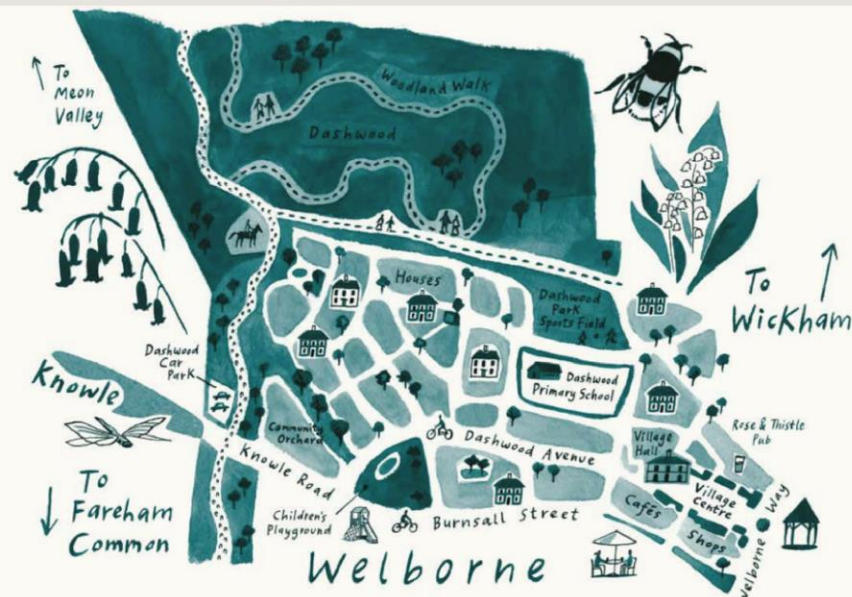 To
Meon
Valley
Woodland Walk
Dashwood
Houses
Dashwood
Park
Sports Field
To
Wickham
Dashwood
Car
Park
Knowle
Dashwood
Primary School
Community
Orchard
Knowle Road
Dashwood Avenue
Village
Hall
Rose & Thistle
Pub
To
Fareham
Common
Children's
Playground
Burnsall Street
Cafés
Village
Centre
Shops
Welborne Way
Welborne